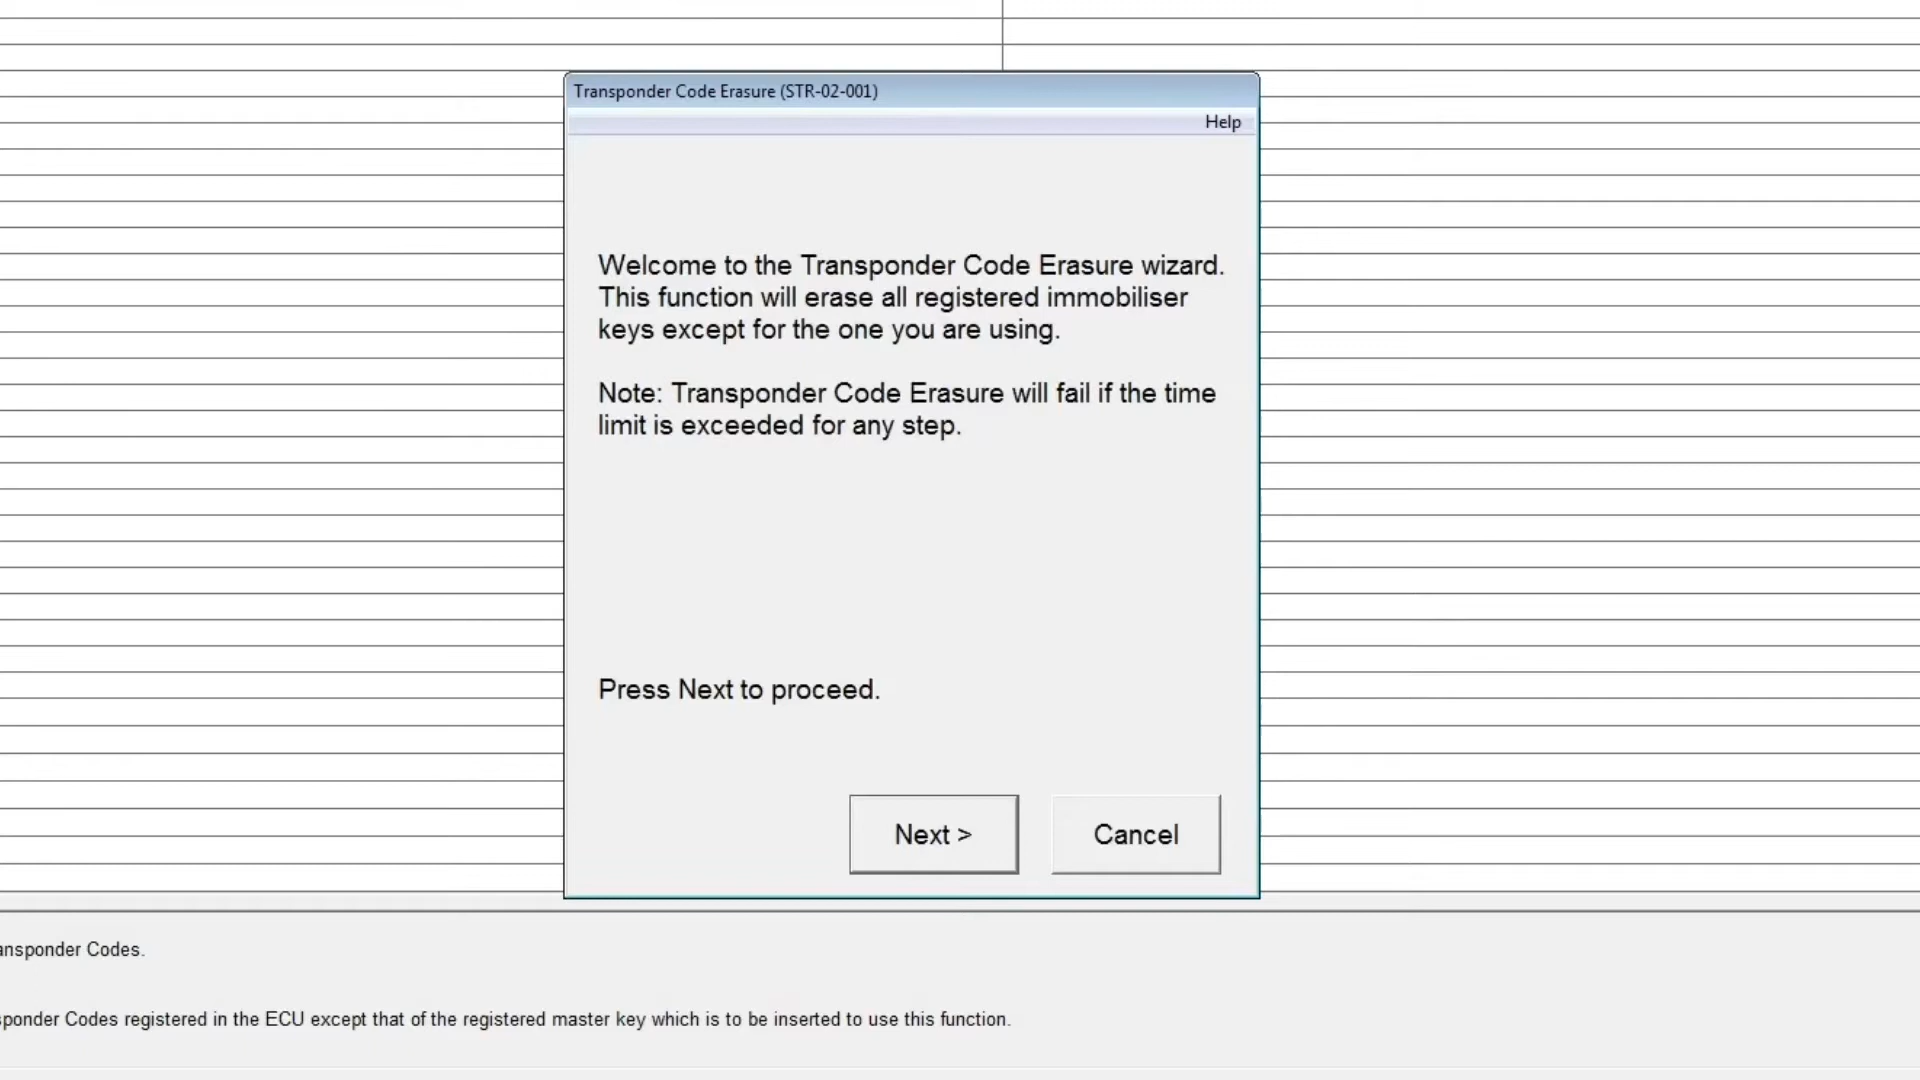 Transponder Code Erasure (STR-02-001)
Help
Welcome to the Transponder Code Erasure wizard.
This function will erase all registered immobiliser
keys except for the one you are using.
Note: Transponder Code Erasure will fail if the time
limit is exceeded for any step.
Press Next to proceed.
Next >
Cancel
ansponder Codes.
sponder Codes registered in the ECU except that of the registered master key which is to be inserted to use this function.